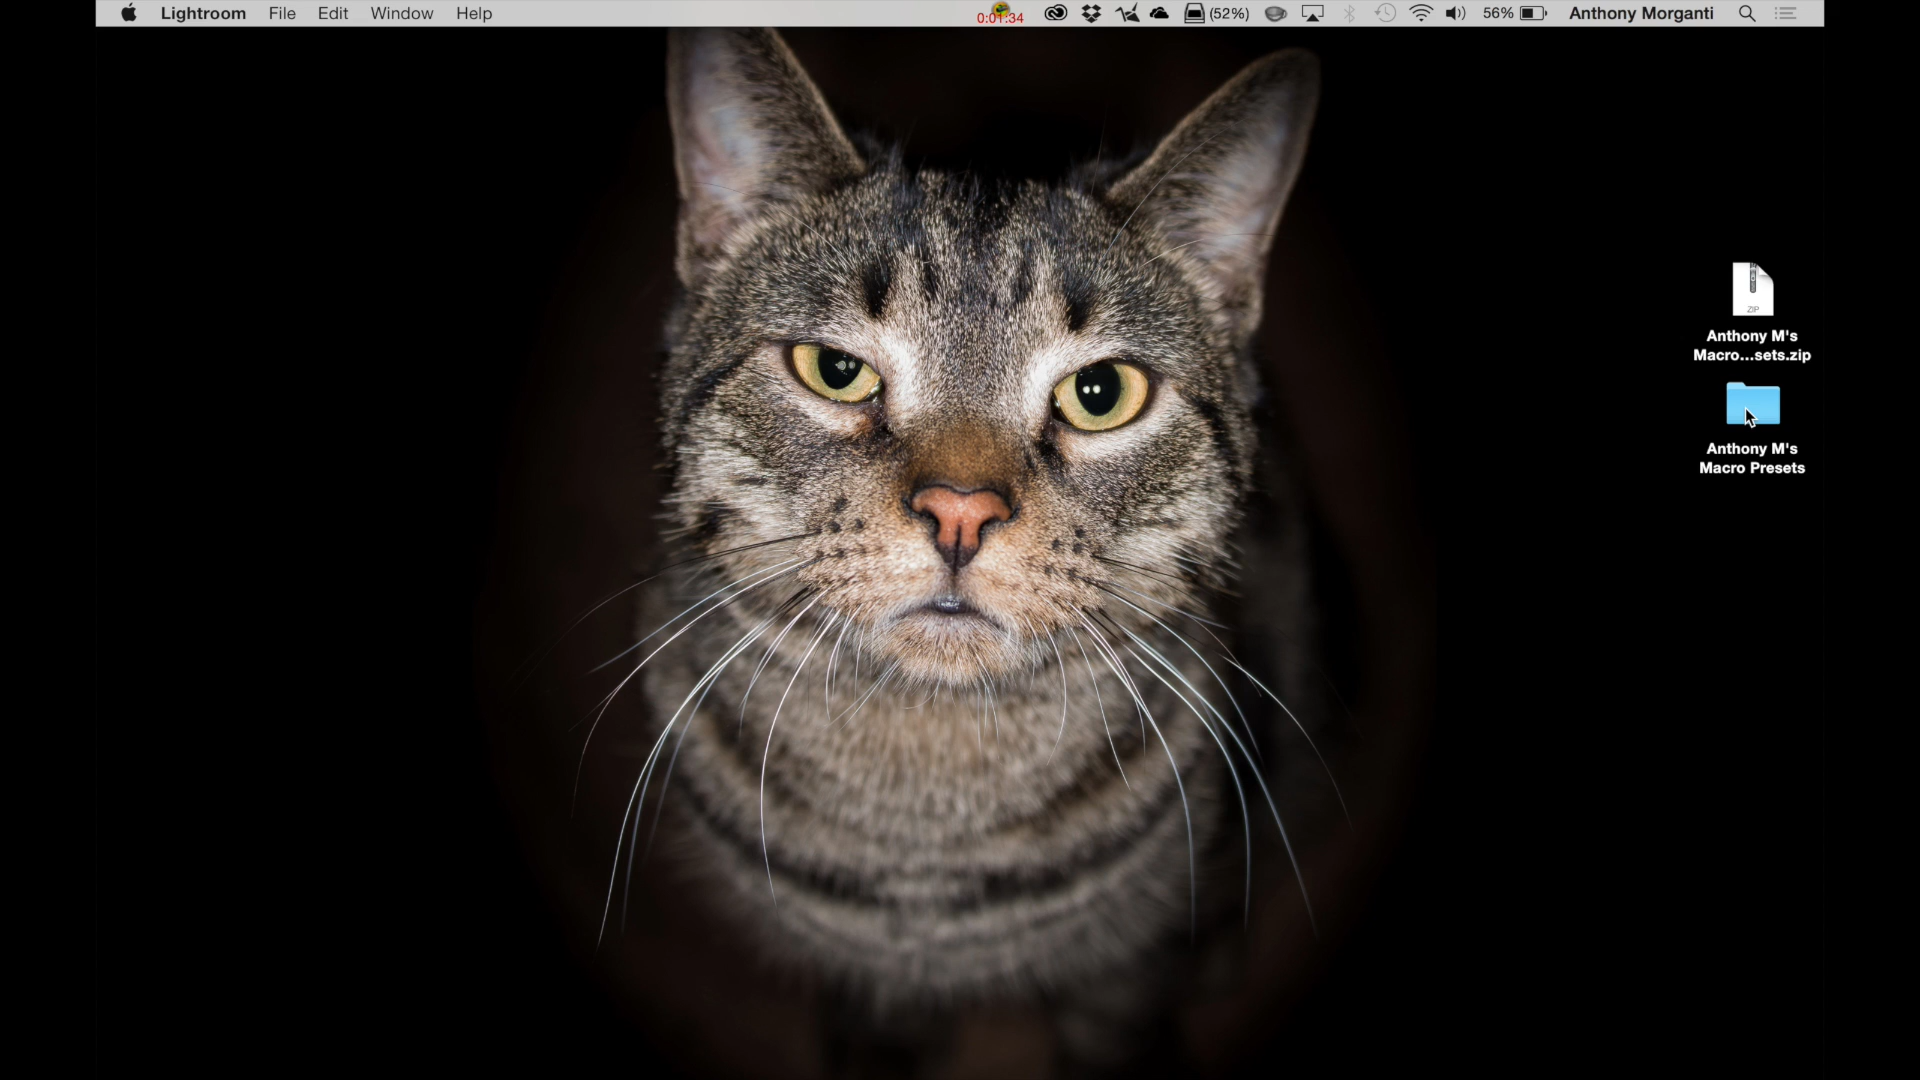 Lightroom File Edit Window Help 0:01:34 (52%) 56% Anthony Morganti
ZIP
Anthony M's
Macro...sets.zip
Anthony M's
Macro Presets